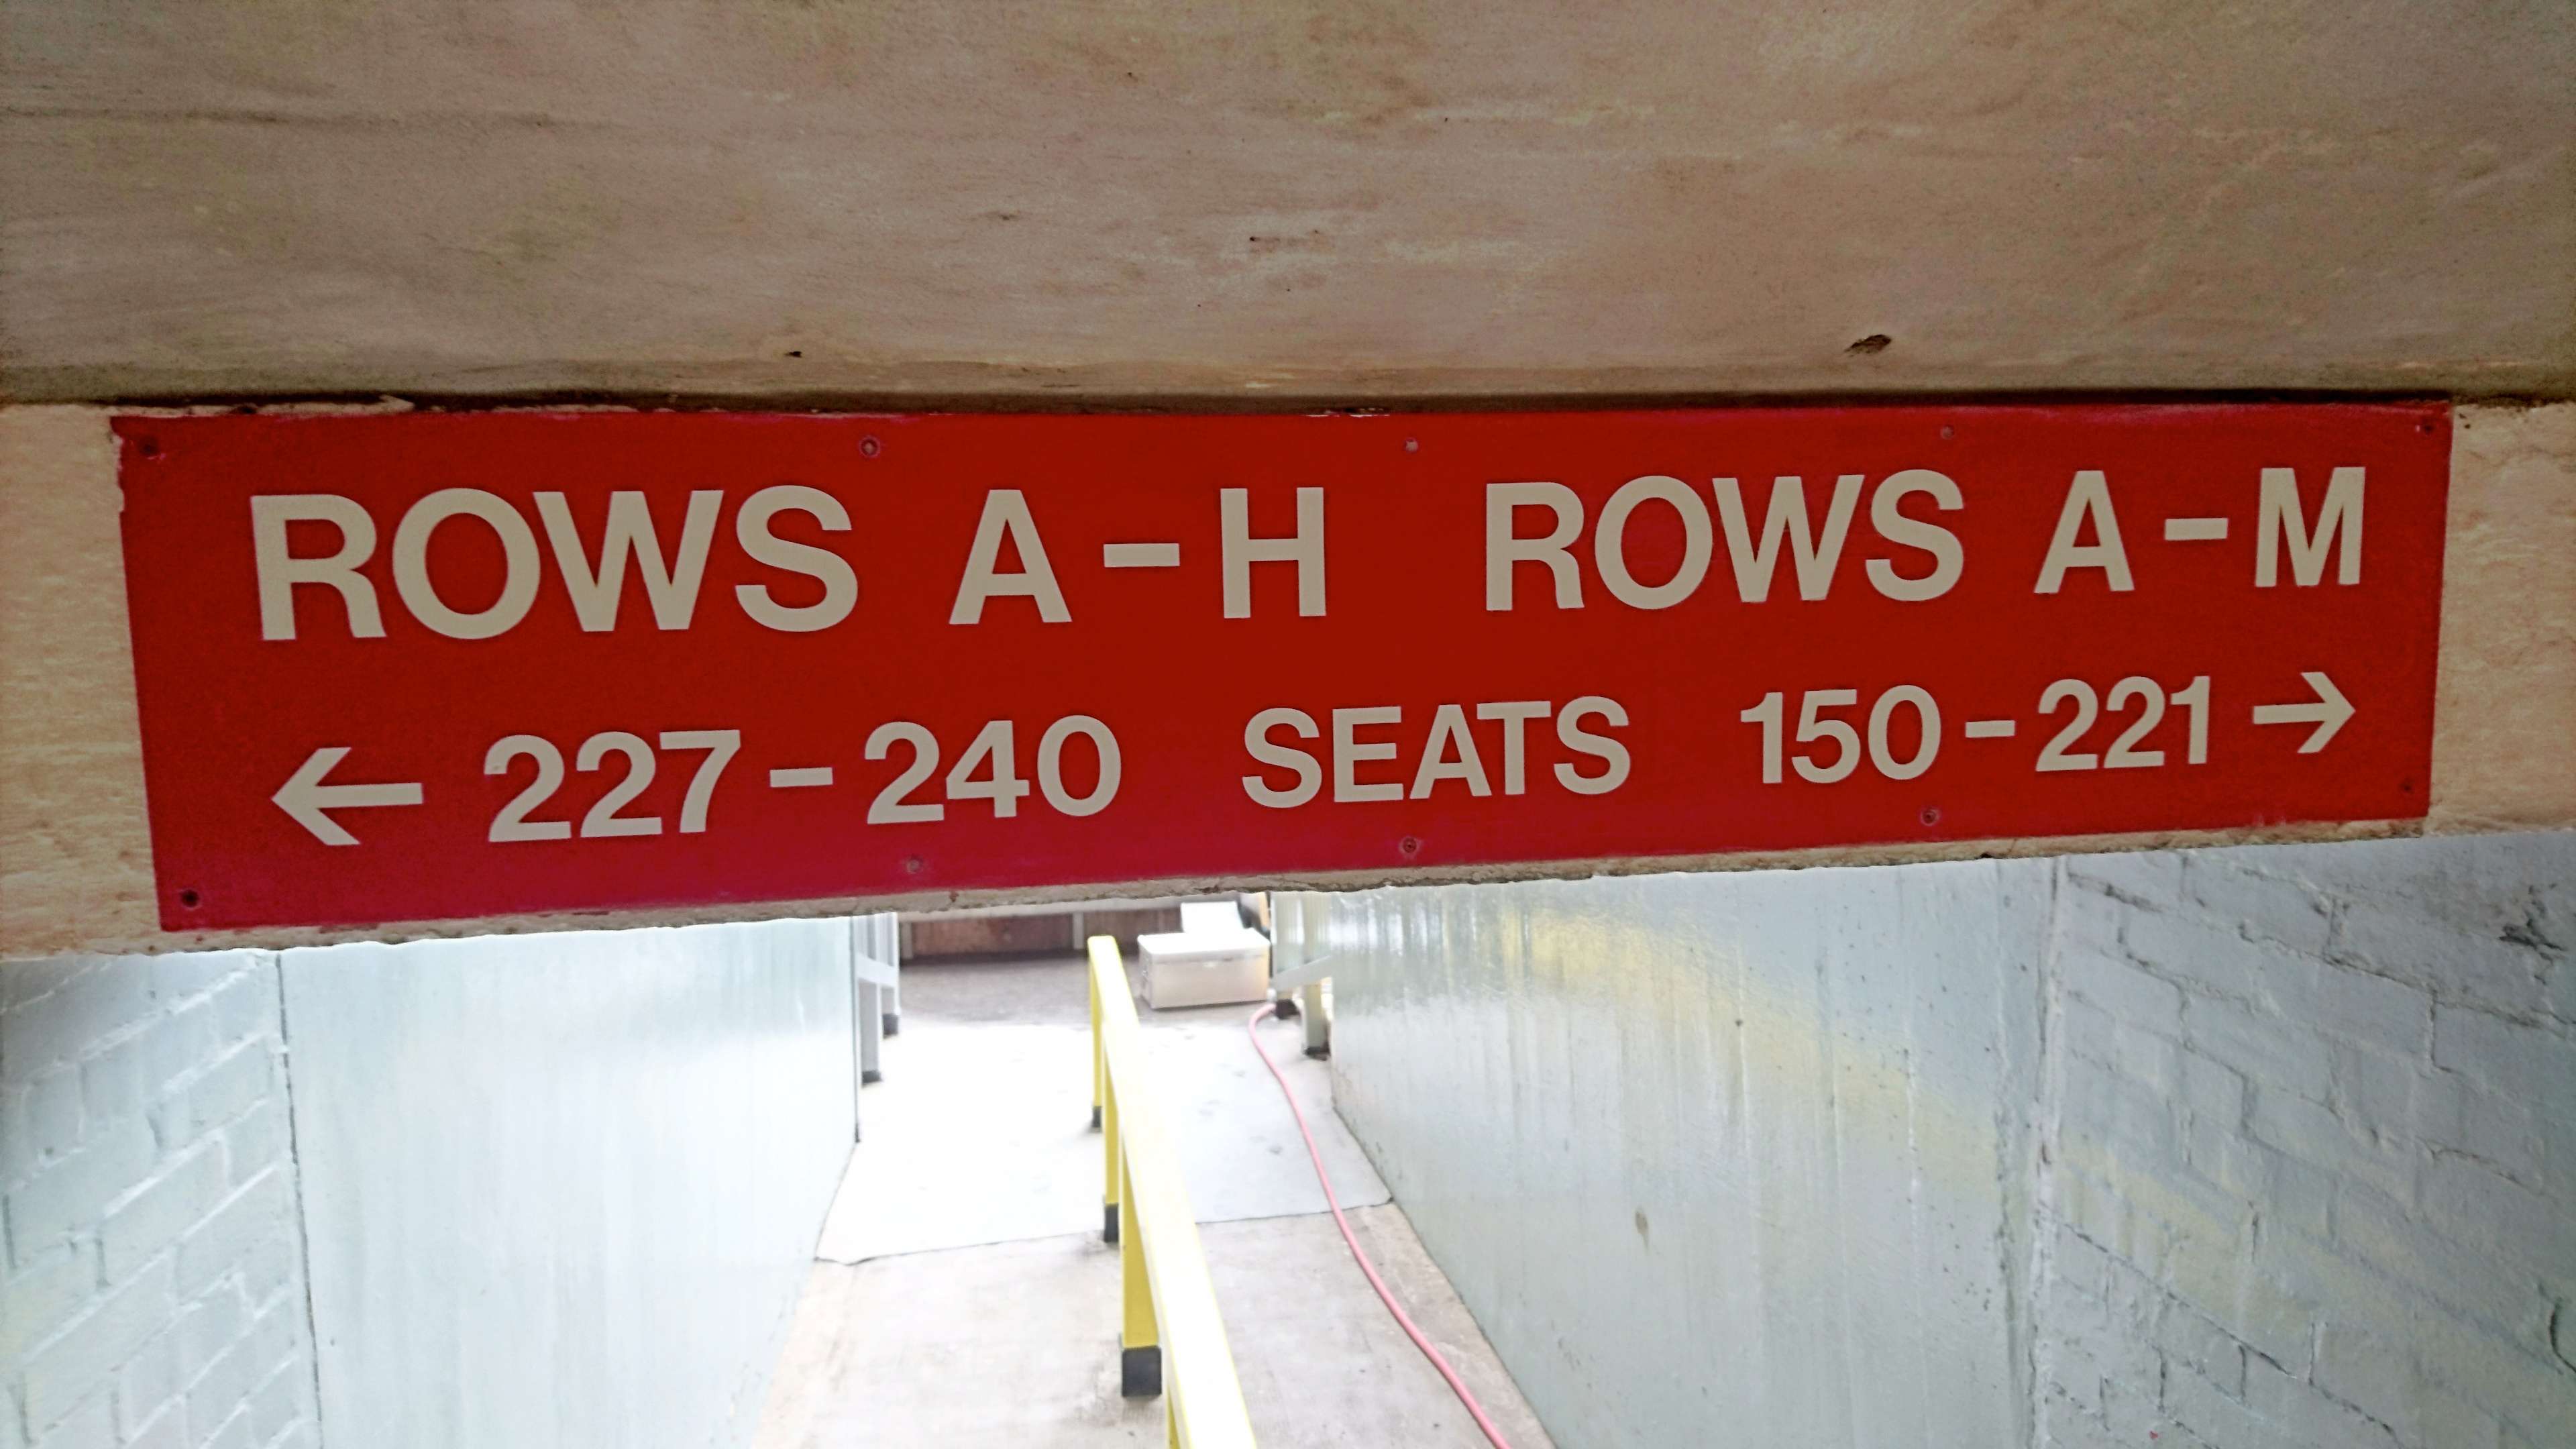 ROWS A-H ROWS A-M
← 227-240 SEATS 150-221 →